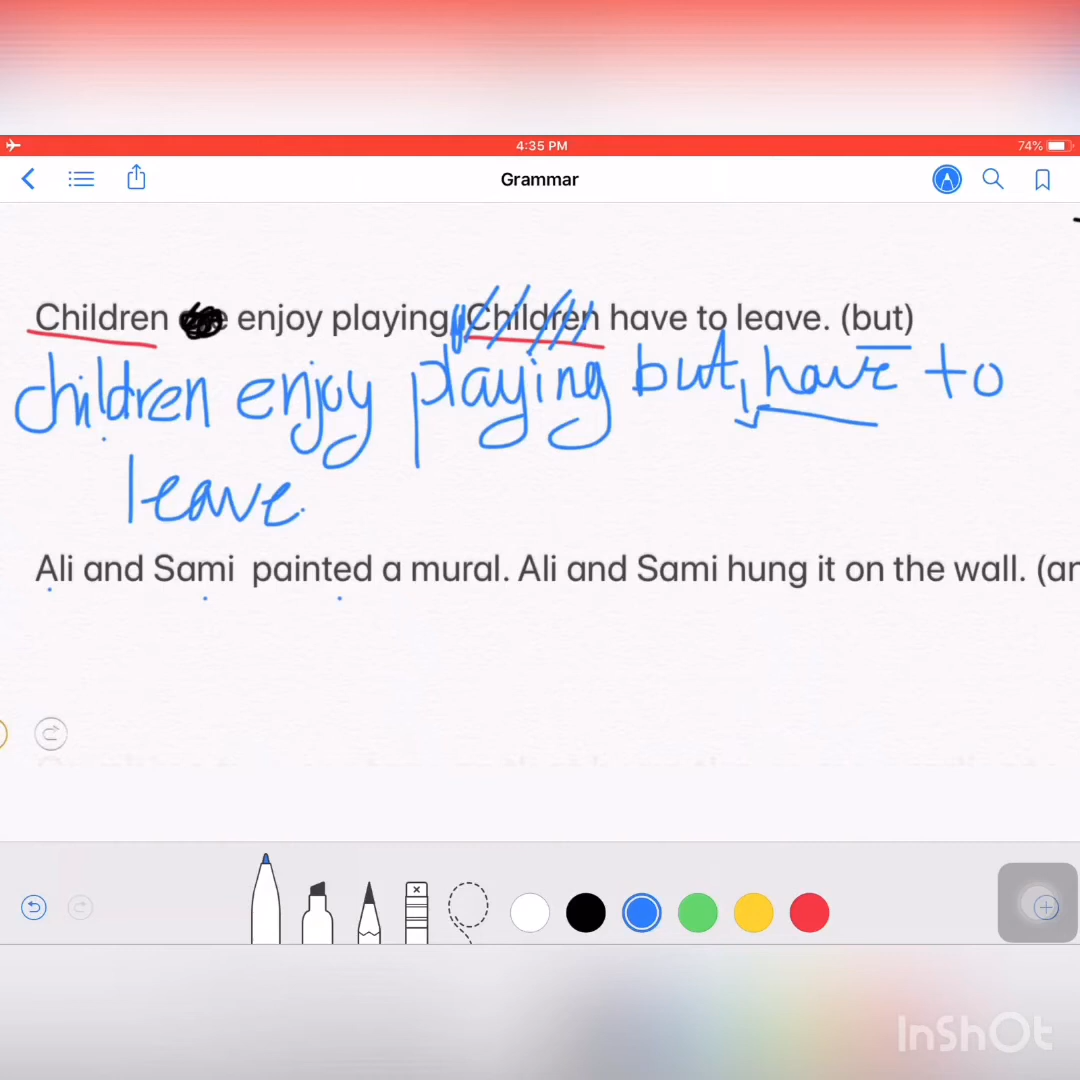 4:35 PM
74%
Grammar
Children enjoy playing Children have to leave. (but)
children enjoy playing but, have to
leave.
Ali and Sami painted a mural. Ali and Sami hung it on the wall. (an
InShOt